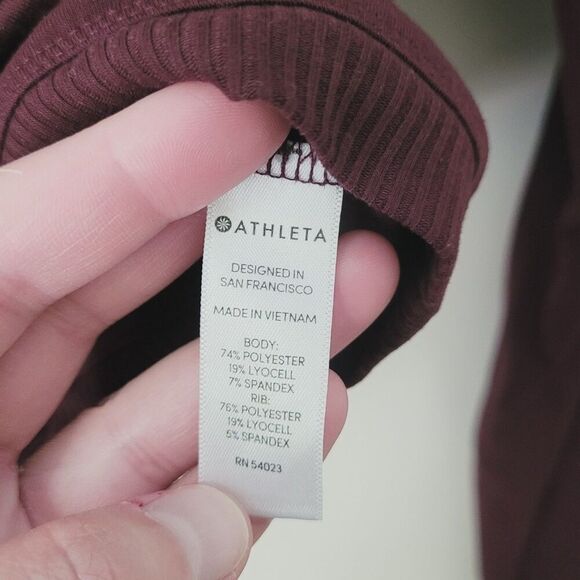 ATHLETA
DESIGNED IN
SAN FRANCISCO
MADE IN VIETNAM
BODY:
74% POLYESTER
19% LYOCELL
7% SPANDEX
RIB:
76% POLYESTER
19% LYOCELL
5% SPANDEX
RN 54023